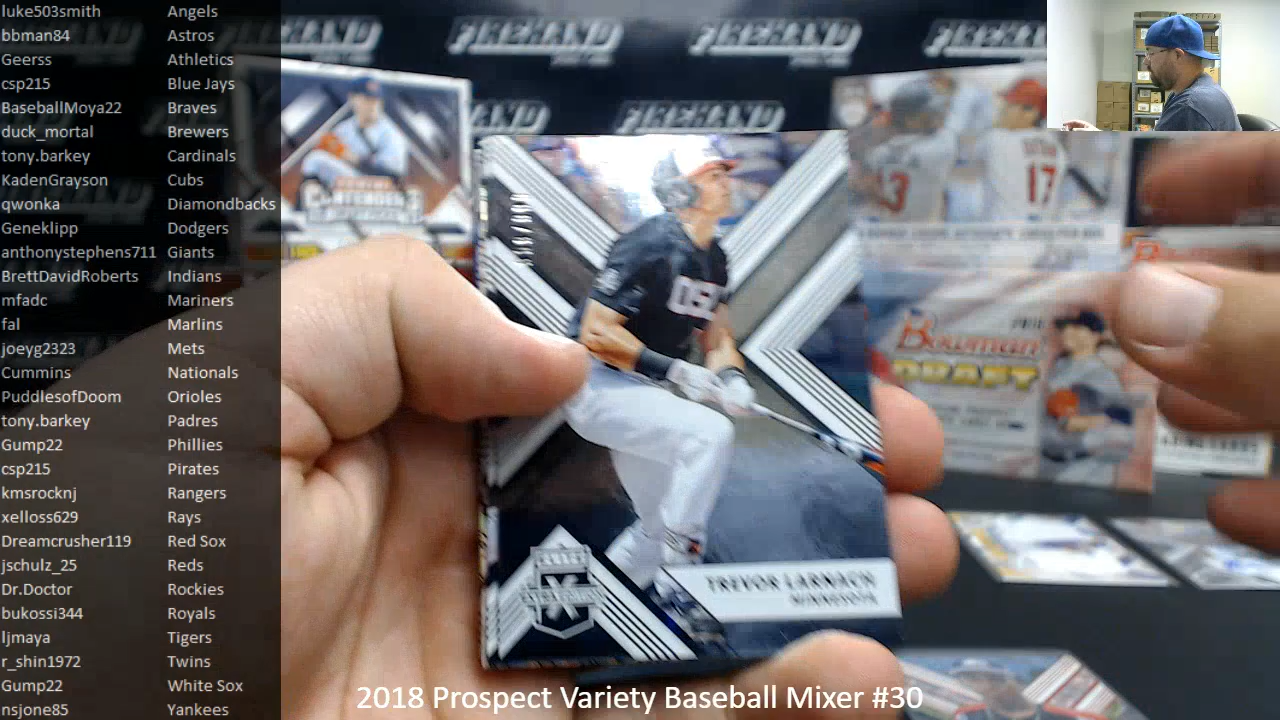 luke503smith Angels
bbman84 Astros
Geerss Athletics
csp215 Blue Jays
BaseballMoya22 Braves
duck_mortal Brewers
tony.barkey Cardinals
KadenGrayson Cubs
qwonka Diamondbacks
Geneklipp Dodgers
anthonystephens711 Giants
BrettDavidRoberts Indians
mfadc Mariners
fal Marlins
joeyg2323 Mets
Cummins Nationals
PuddlesofDoom Orioles
tony.barkey Padres
Gump22 Phillies
csp215 Pirates
kmsrocknj Rangers
xelloss629 Rays
Dreamcrusher119 Red Sox
jschulz_25 Reds
Dr.Doctor Rockies
bukossi344 Royals
ljmaya Tigers
r_shin1972 Twins
Gump22 White Sox
nsjone85 Yankees
FIREHAND FIREHAND FIREHAND
FIREHAND FIREHAND
CONTENDERS
17
Bowman
DRAFT
USA
TREVOR LARNACH
MINNESOTA
X
2018 Prospect Variety Baseball Mixer #30